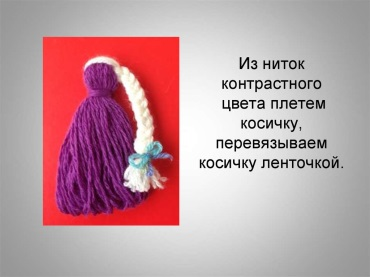 Из ниток
контрастного
цвета плетем
косичку,
перевязываем
косичку ленточкой.